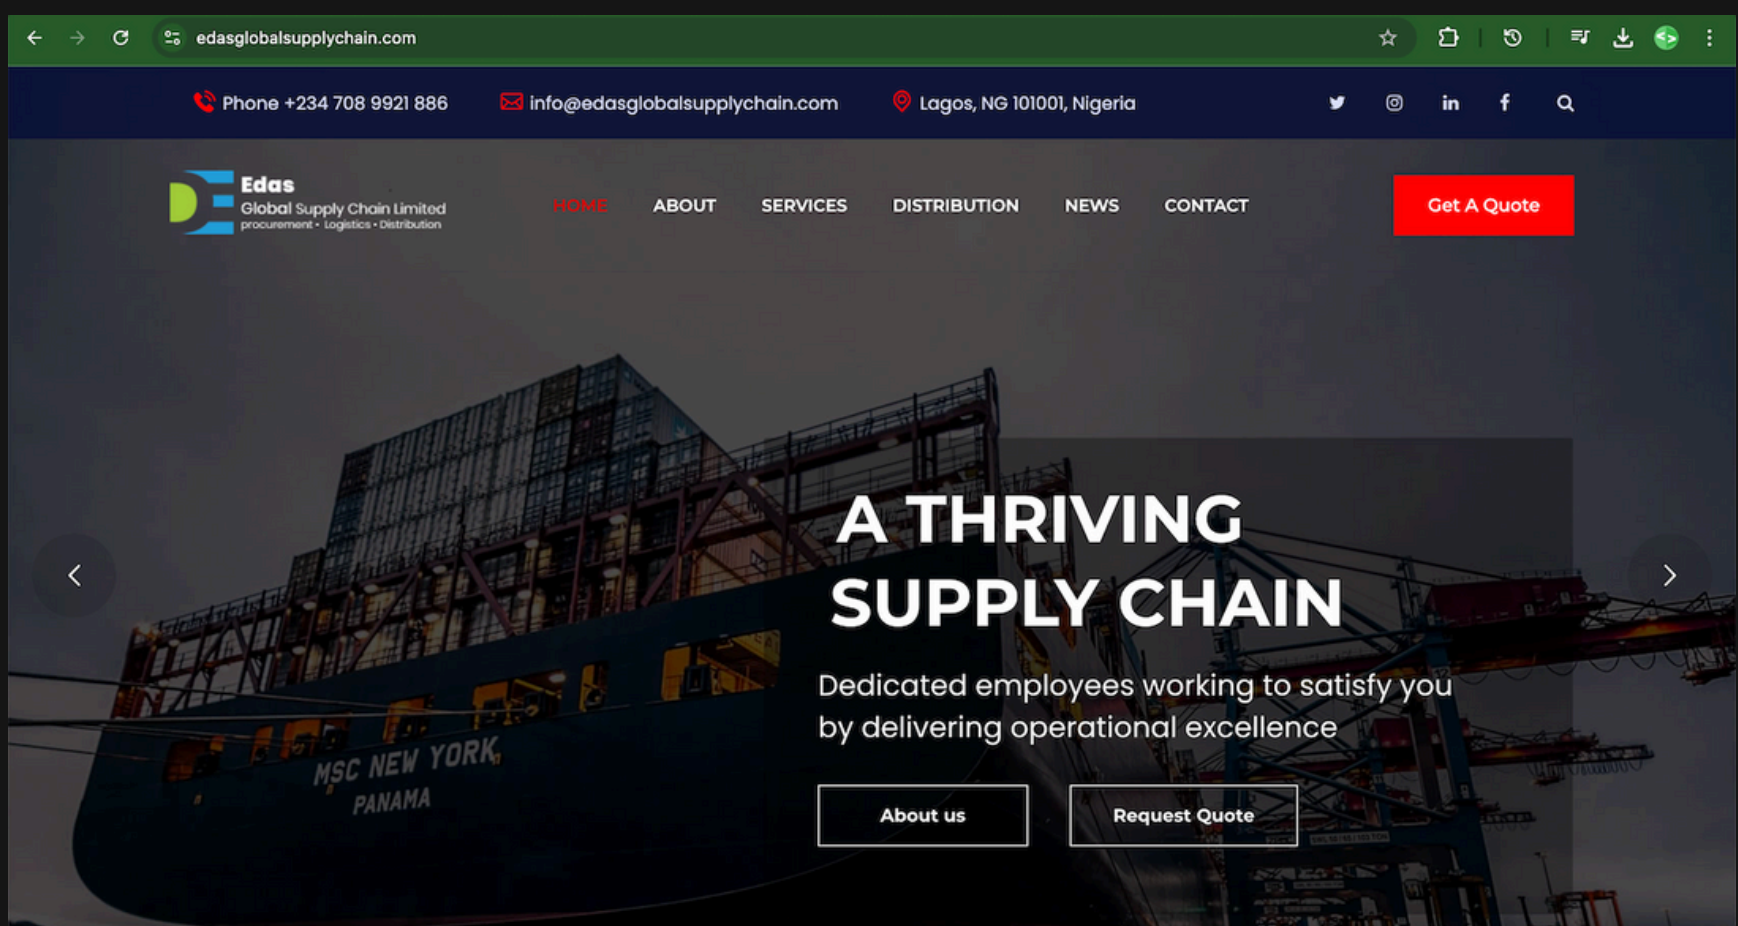 edasglobalsupplychain.com
Phone +234 708 9921 886
info@edasglobalsupplychain.com
Lagos, NG 101001, Nigeria
Edas
Global Supply Chain Limited
procurement • Logistics • Distribution
HOME
ABOUT
SERVICES
DISTRIBUTION
NEWS
CONTACT
Get A Quote
A THRIVING
SUPPLY CHAIN
Dedicated employees working to satisfy you
by delivering operational excellence
About us
Request Quote
MSC NEW YORK
PANAMA